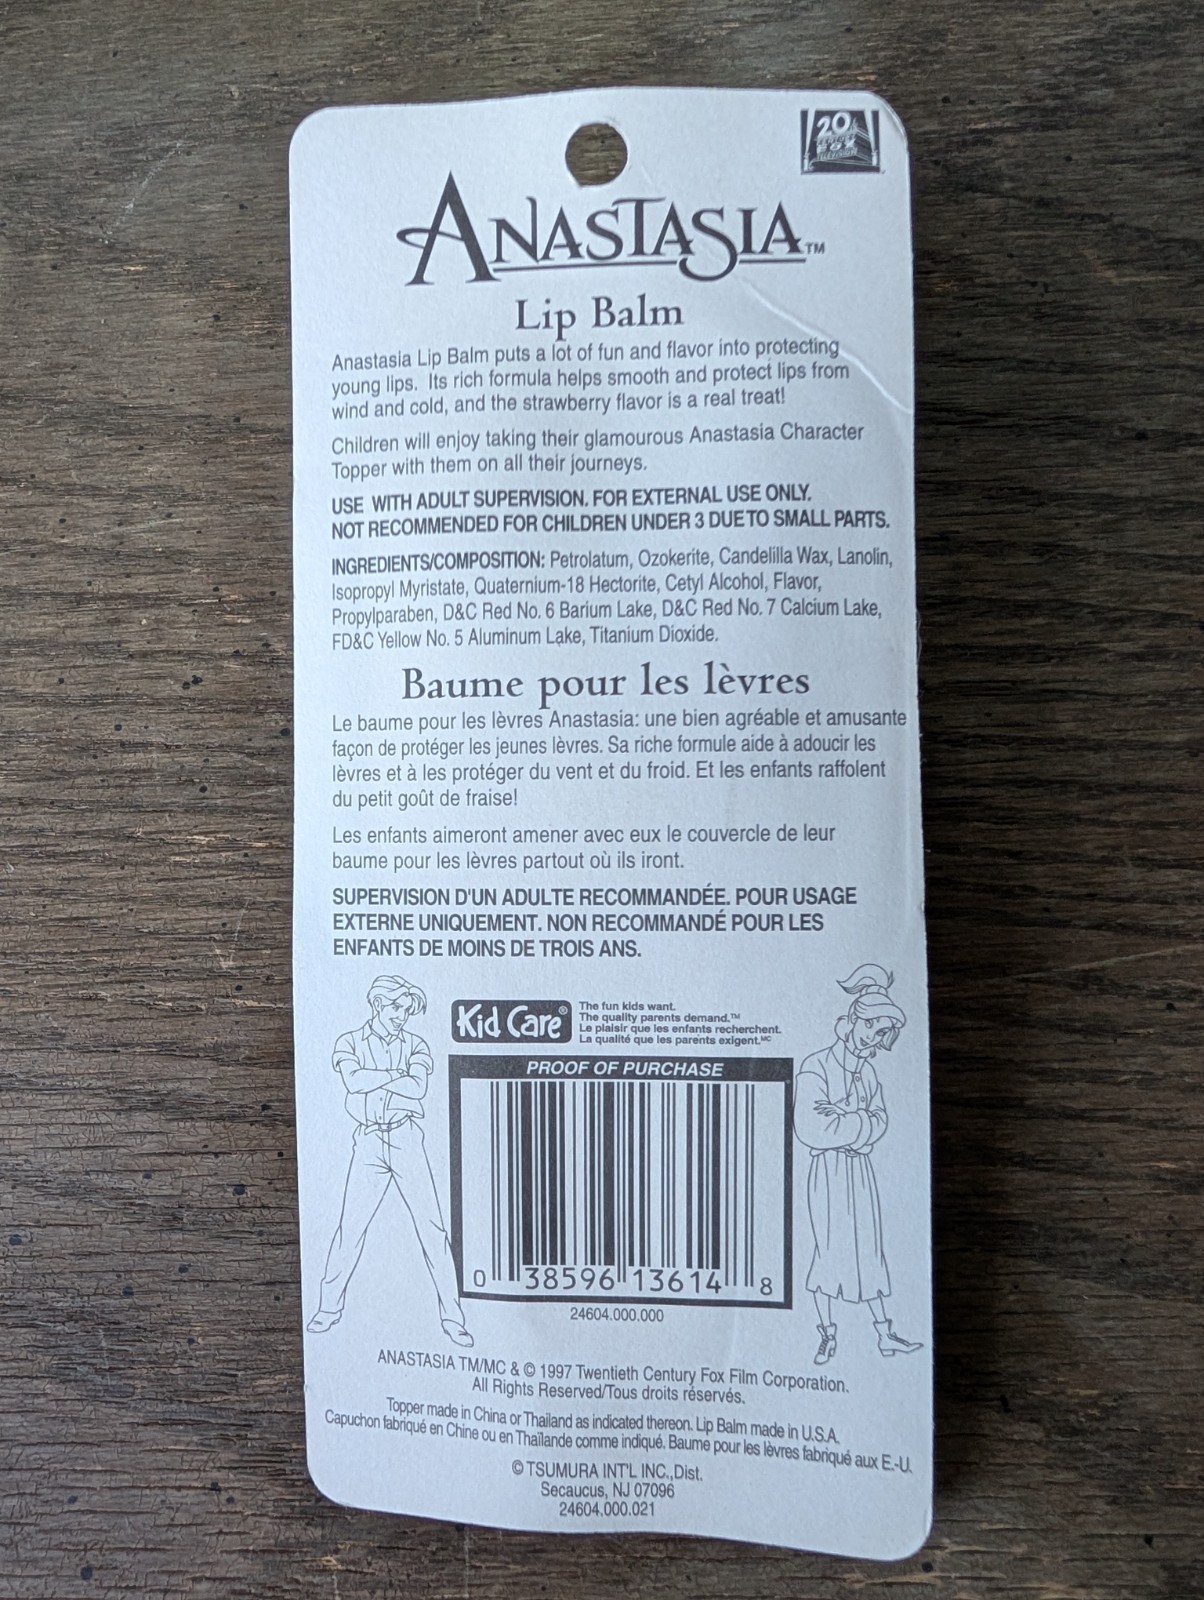 20
FOX
ANASTASIA™
Lip Balm
Anastasia Lip Balm puts a lot of fun and flavor into protecting
young lips. Its rich formula helps smooth and protect lips from
wind and cold, and the strawberry flavor is a real treat!
Children will enjoy taking their glamourous Anastasia Character
Topper with them on all their journeys.
USE WITH ADULT SUPERVISION. FOR EXTERNAL USE ONLY.
NOT RECOMMENDED FOR CHILDREN UNDER 3 DUE TO SMALL PARTS.
INGREDIENTS/COMPOSITION: Petrolatum, Ozokerite, Candelilla Wax, Lanolin,
Isopropyl Myristate, Quaternium-18 Hectorite, Cetyl Alcohol, Flavor,
Propylparaben, D&C Red No. 6 Barium Lake, D&C Red No. 7 Calcium Lake,
FD&C Yellow No. 5 Aluminum Lake, Titanium Dioxide.
Baume pour les lèvres
Le baume pour les lèvres Anastasia: une bien agréable et amusante
façon de protéger les jeunes lèvres. Sa riche formule aide à adoucir les
lèvres et à les protéger du vent et du froid. Et les enfants raffolent
du petit goût de fraise!
Les enfants aimeront amener avec eux le couvercle de leur
baume pour les lèvres partout où ils iront.
SUPERVISION D'UN ADULTE RECOMMANDÉE. POUR USAGE
EXTERNE UNIQUEMENT. NON RECOMMANDÉ POUR LES
ENFANTS DE MOINS DE TROIS ANS.
Kid Care®
The fun kids want.
The quality parents demand.™
Le plaisir que les enfants recherchent.
La qualité que les parents exigent.MC
PROOF OF PURCHASE
0 38596 13614 8
24604.000.000
ANASTASIA TM/MC & © 1997 Twentieth Century Fox Film Corporation.
All Rights Reserved/Tous droits réservés.
Topper made in China or Thailand as indicated thereon. Lip Balm made in U.S.A.
Capuchon fabriqué en Chine ou en Thaïlande comme indiqué. Baume pour les lèvres fabriqué aux E.-U.
© TSUMURA INT'L INC.,Dist.
Secaucus, NJ 07096
24604.000.021